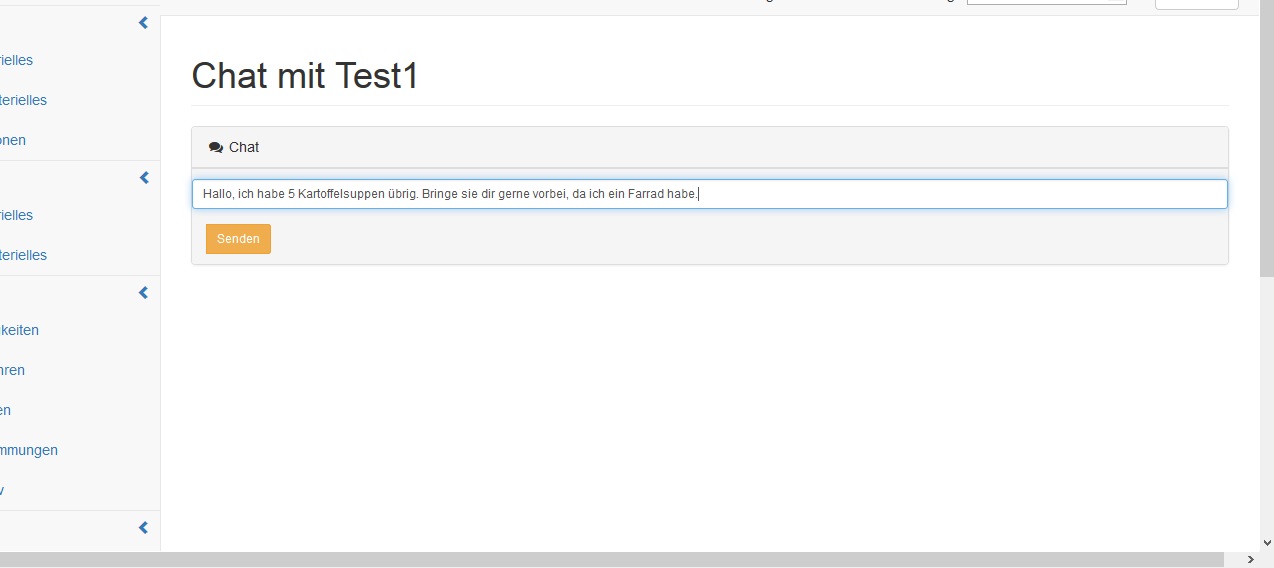 Chat mit Test1
Chat
Hallo, ich habe 5 Kartoffelsuppen übrig. Bringe sie dir gerne vorbei, da ich ein Farrad habe.
Senden
rielles
terielles
onen
rielles
terielles
keiten
hren
en
mmungen
v